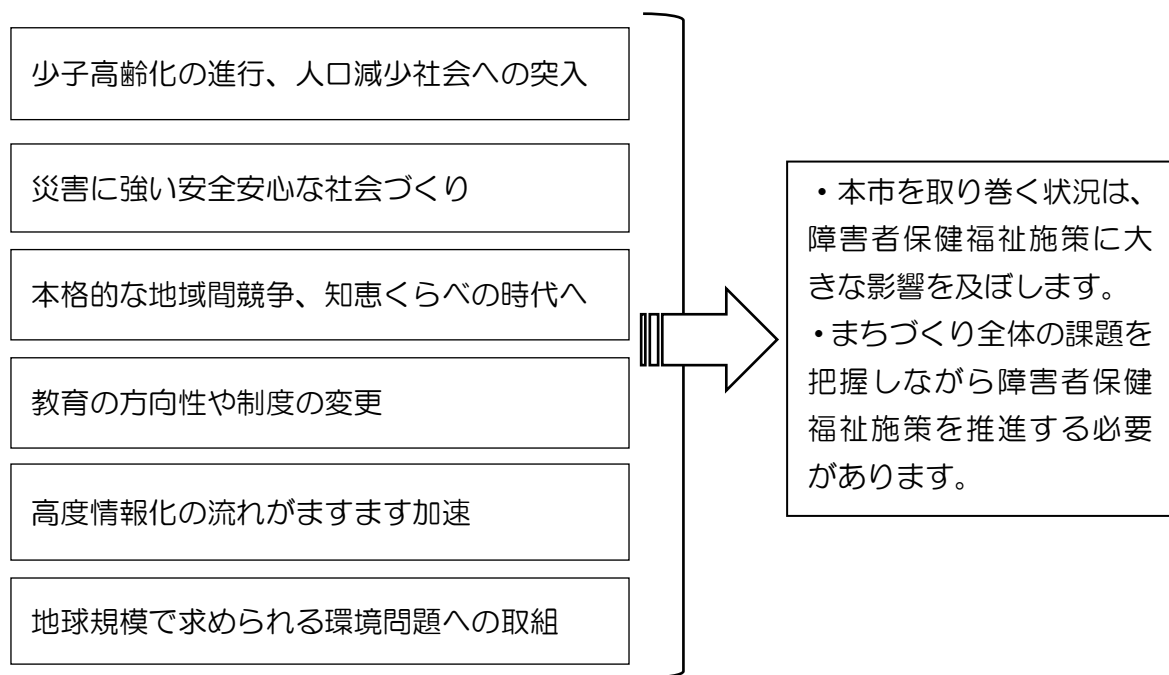 少子高齢化の進行、人口減少社会への突入
災害に強い安全安心な社会づくり
本格的な地域間競争、知恵くらべの時代へ
教育の方向性や制度の変更
高度情報化の流れがますます加速
地球規模で求められる環境問題への取組
・本市を取り巻く状況は、
障害者保健福祉施策に大
きな影響を及ぼします。
・まちづくり全体の課題を
把握しながら障害者保健
福祉施策を推進する必要
があります。